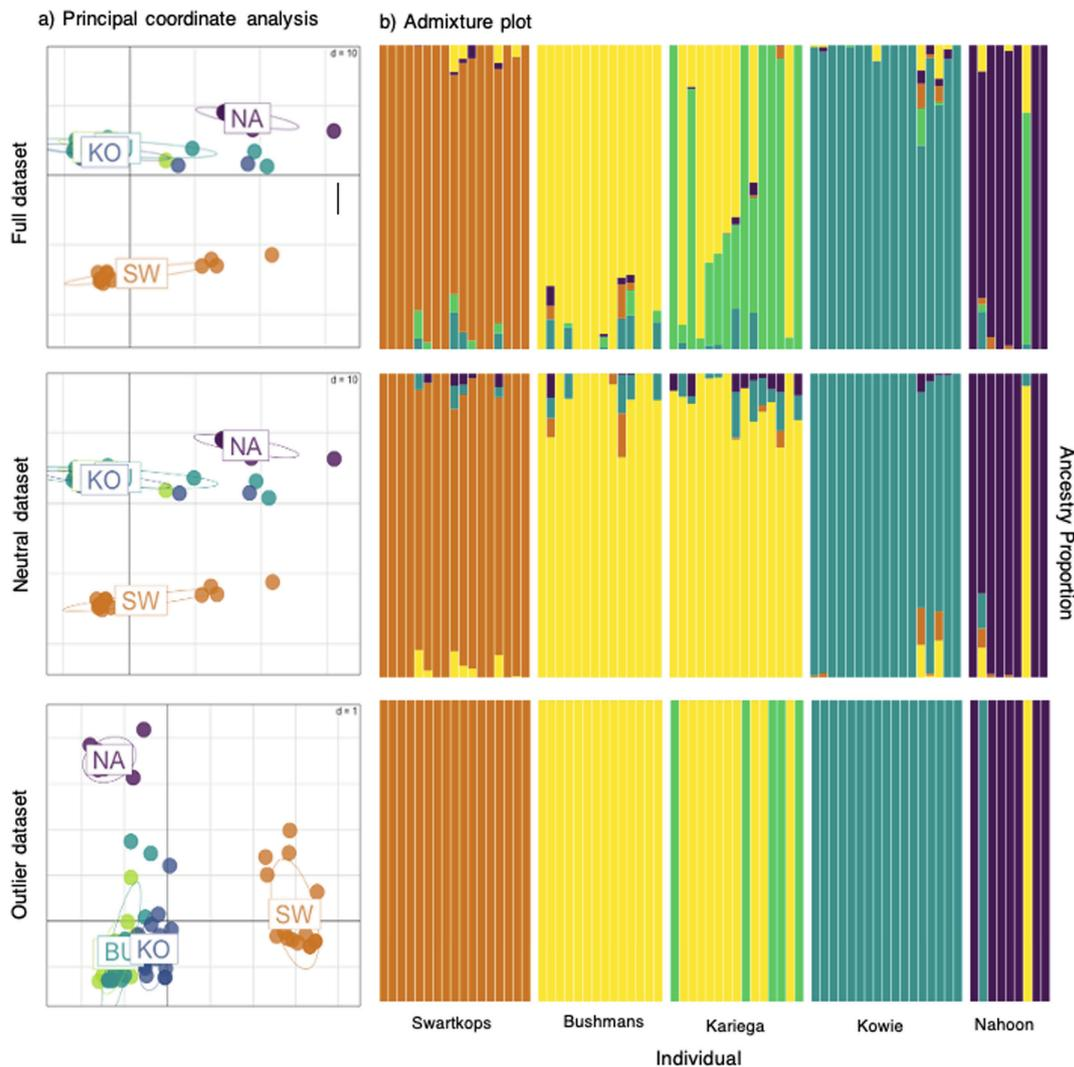 a) Principal coordinate analysis
b) Admixture plot
Full dataset
d = 10
NA
KO
SW
Neutral dataset
d = 10
NA
KO
SW
Ancestry Proportion
Outlier dataset
d = 1
NA
SW
BU
KO
Swartkops
Bushmans
Kariega
Kowie
Nahoon
Individual